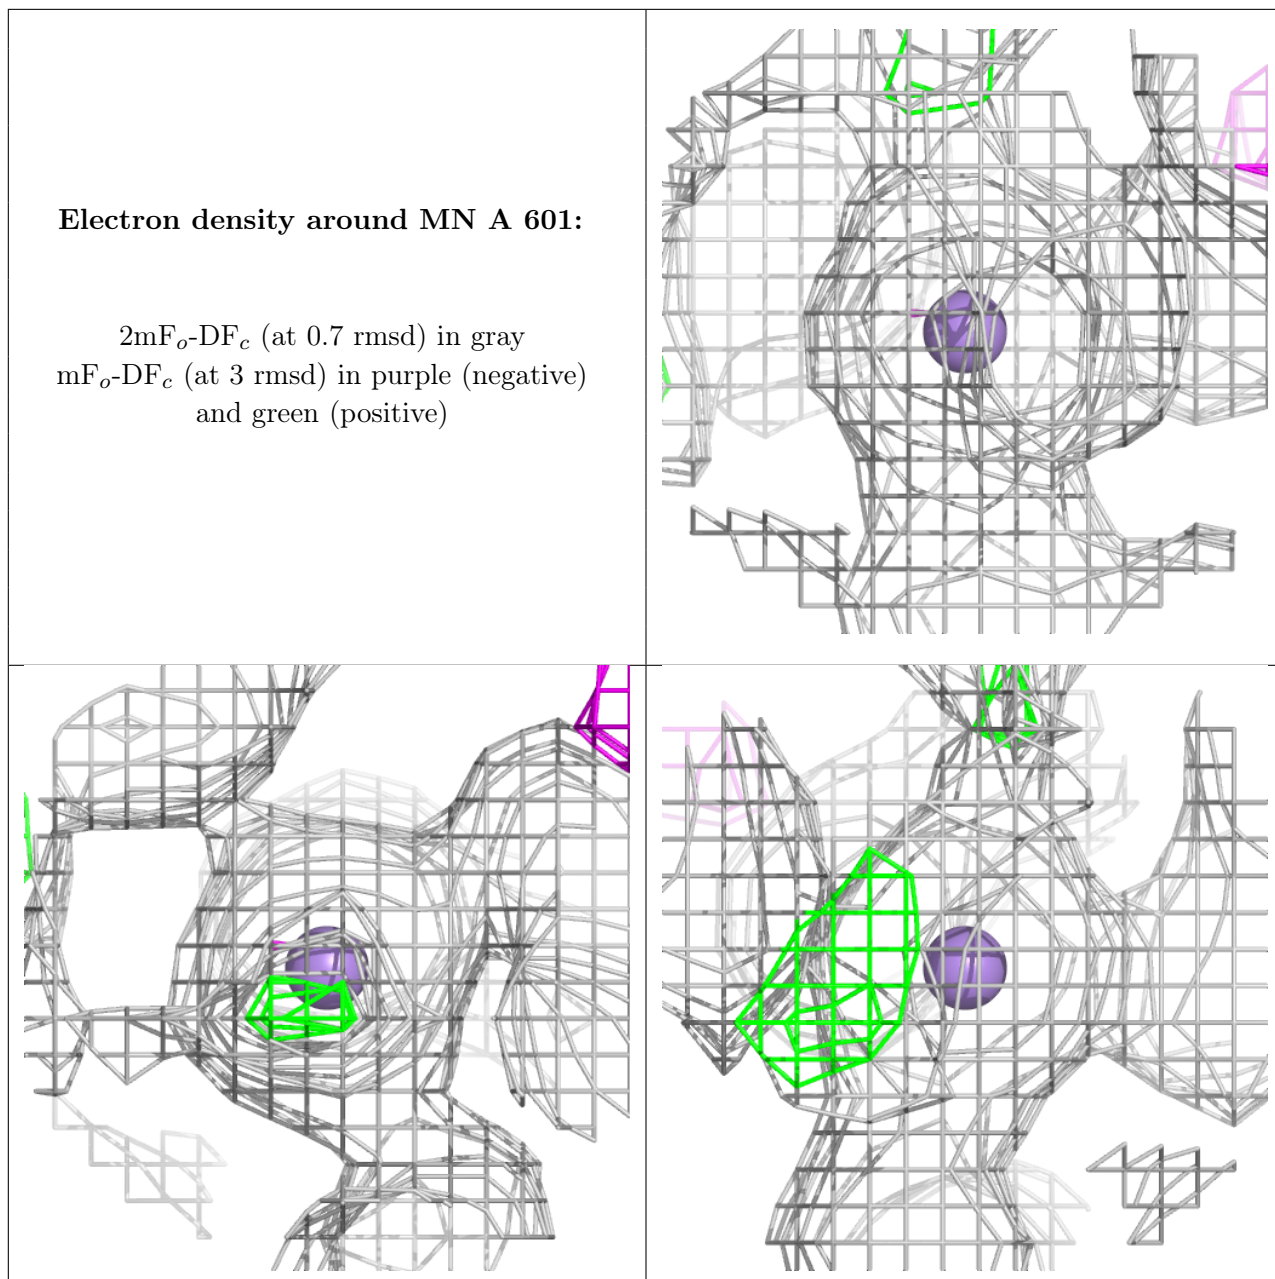 Electron density around MN A 601:
2mFo-DFc (at 0.7 rmsd) in gray
mFo-DFc (at 3 rmsd) in purple (negative)
and green (positive)